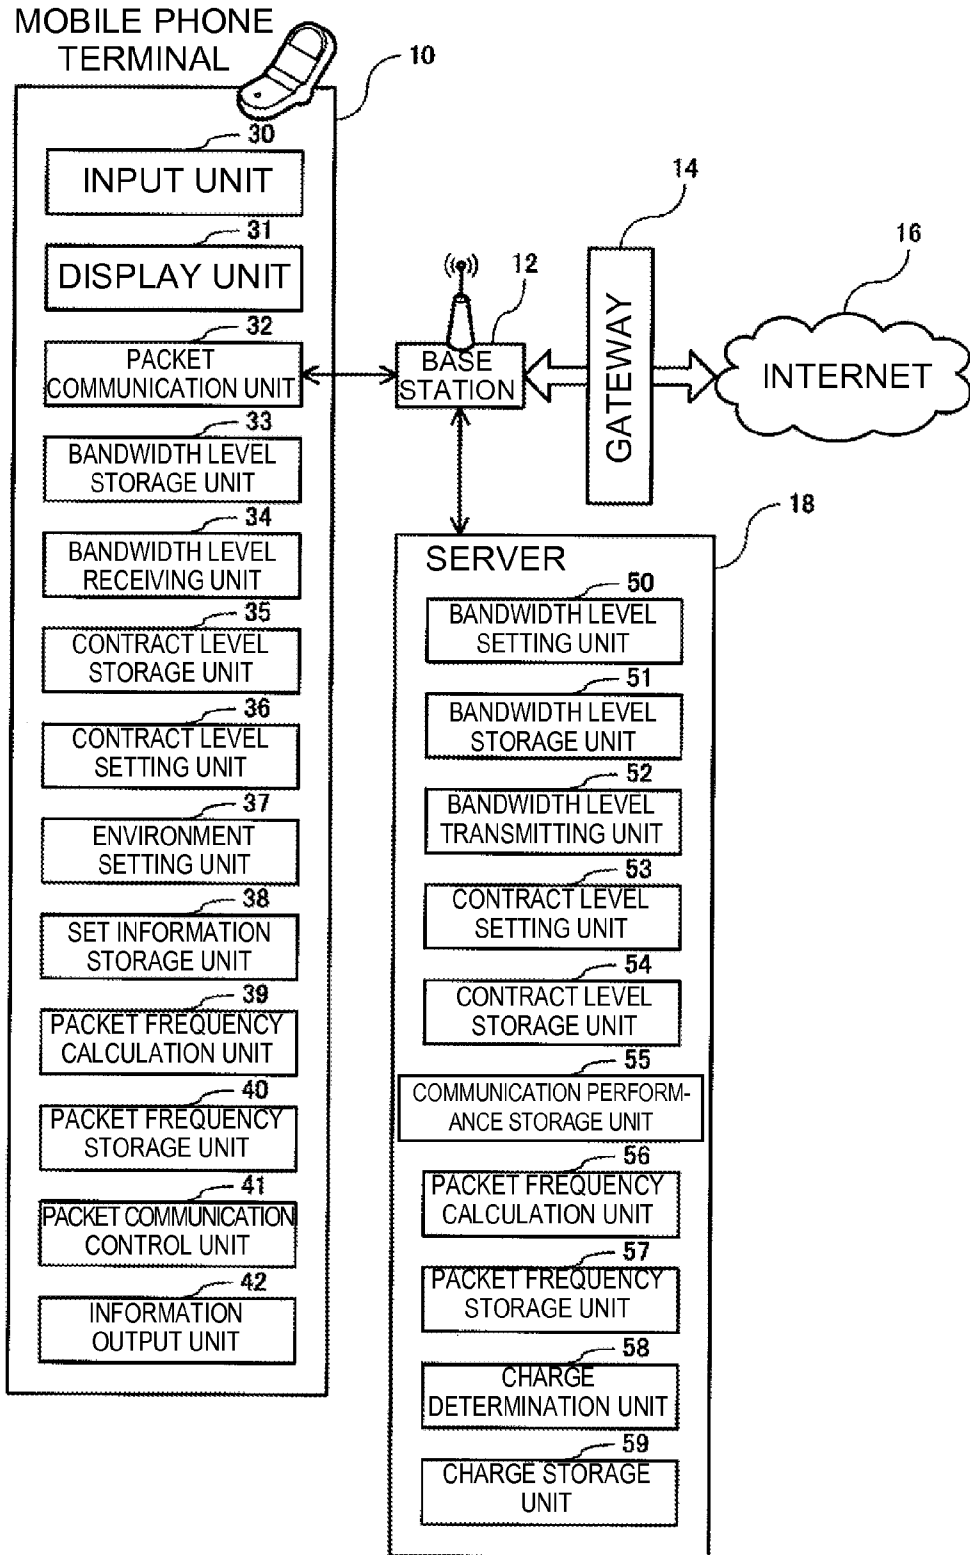 MOBILE PHONE
TERMINAL
10
30
INPUT UNIT
31
DISPLAY UNIT
32
PACKET
COMMUNICATION UNIT
33
BANDWIDTH LEVEL
STORAGE UNIT
34
BANDWIDTH LEVEL
RECEIVING UNIT
35
CONTRACT LEVEL
STORAGE UNIT
36
CONTRACT LEVEL
SETTING UNIT
37
ENVIRONMENT
SETTING UNIT
38
SET INFORMATION
STORAGE UNIT
39
PACKET FREQUENCY
CALCULATION UNIT
40
PACKET FREQUENCY
STORAGE UNIT
41
PACKET COMMUNICATION
CONTROL UNIT
42
INFORMATION
OUTPUT UNIT
12
BASE
STATION
14
GATEWAY
16
INTERNET
18
SERVER
50
BANDWIDTH LEVEL
SETTING UNIT
51
BANDWIDTH LEVEL
STORAGE UNIT
52
BANDWIDTH LEVEL
TRANSMITTING UNIT
53
CONTRACT LEVEL
SETTING UNIT
54
CONTRACT LEVEL
STORAGE UNIT
55
COMMUNICATION PERFORM-
ANCE STORAGE UNIT
56
PACKET FREQUENCY
CALCULATION UNIT
57
PACKET FREQUENCY
STORAGE UNIT
58
CHARGE
DETERMINATION UNIT
59
CHARGE STORAGE
UNIT